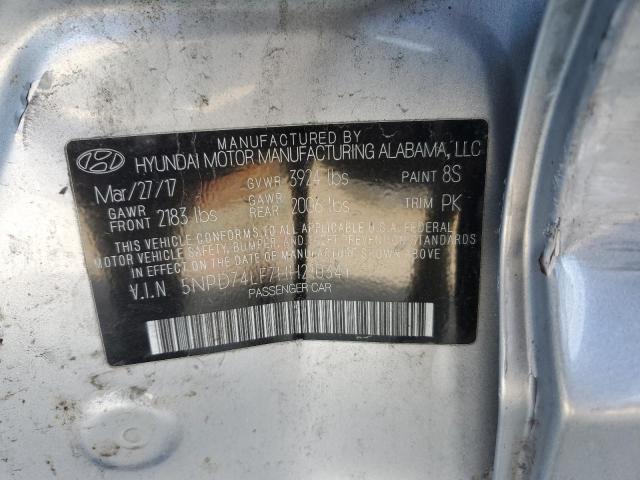 MANUFACTURED BY
HYUNDAI MOTOR MANUFACTURING ALABAMA, LLC
Mar/27/17 GVWR 3924 lbs PAINT 8S
GAWR FRONT 2183 lbs GAWR REAR 2006 lbs TRIM PK
THIS VEHICLE CONFORMS TO ALL APPLICABLE U.S.A. FEDERAL
MOTOR VEHICLE SAFETY, BUMPER, AND THEFT PREVENTION STANDARDS
IN EFFECT ON THE DATE OF MANUFACTURE SHOWN ABOVE
V.I.N
PASSENGER CAR